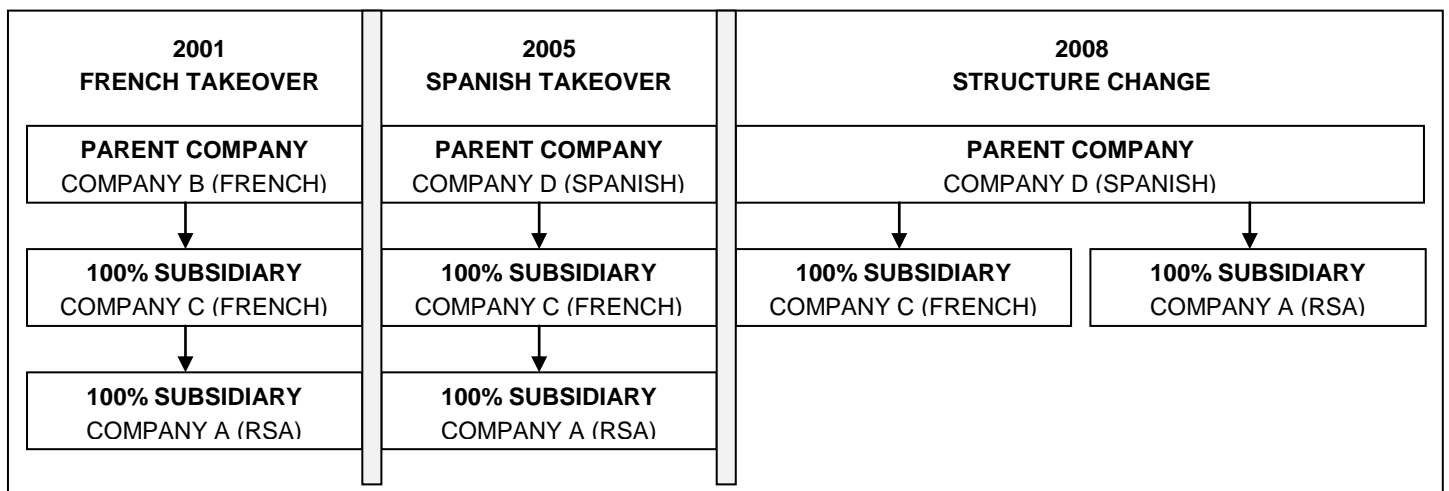 2001
FRENCH TAKEOVER
PARENT COMPANY
COMPANY B (FRENCH)
100% SUBSIDIARY
COMPANY C (FRENCH)
100% SUBSIDIARY
COMPANY A (RSA)
2005
SPANISH TAKEOVER
PARENT COMPANY
COMPANY D (SPANISH)
100% SUBSIDIARY
COMPANY C (FRENCH)
100% SUBSIDIARY
COMPANY A (RSA)
2008
STRUCTURE CHANGE
PARENT COMPANY
COMPANY D (SPANISH)
100% SUBSIDIARY
COMPANY C (FRENCH)
100% SUBSIDIARY
COMPANY A (RSA)